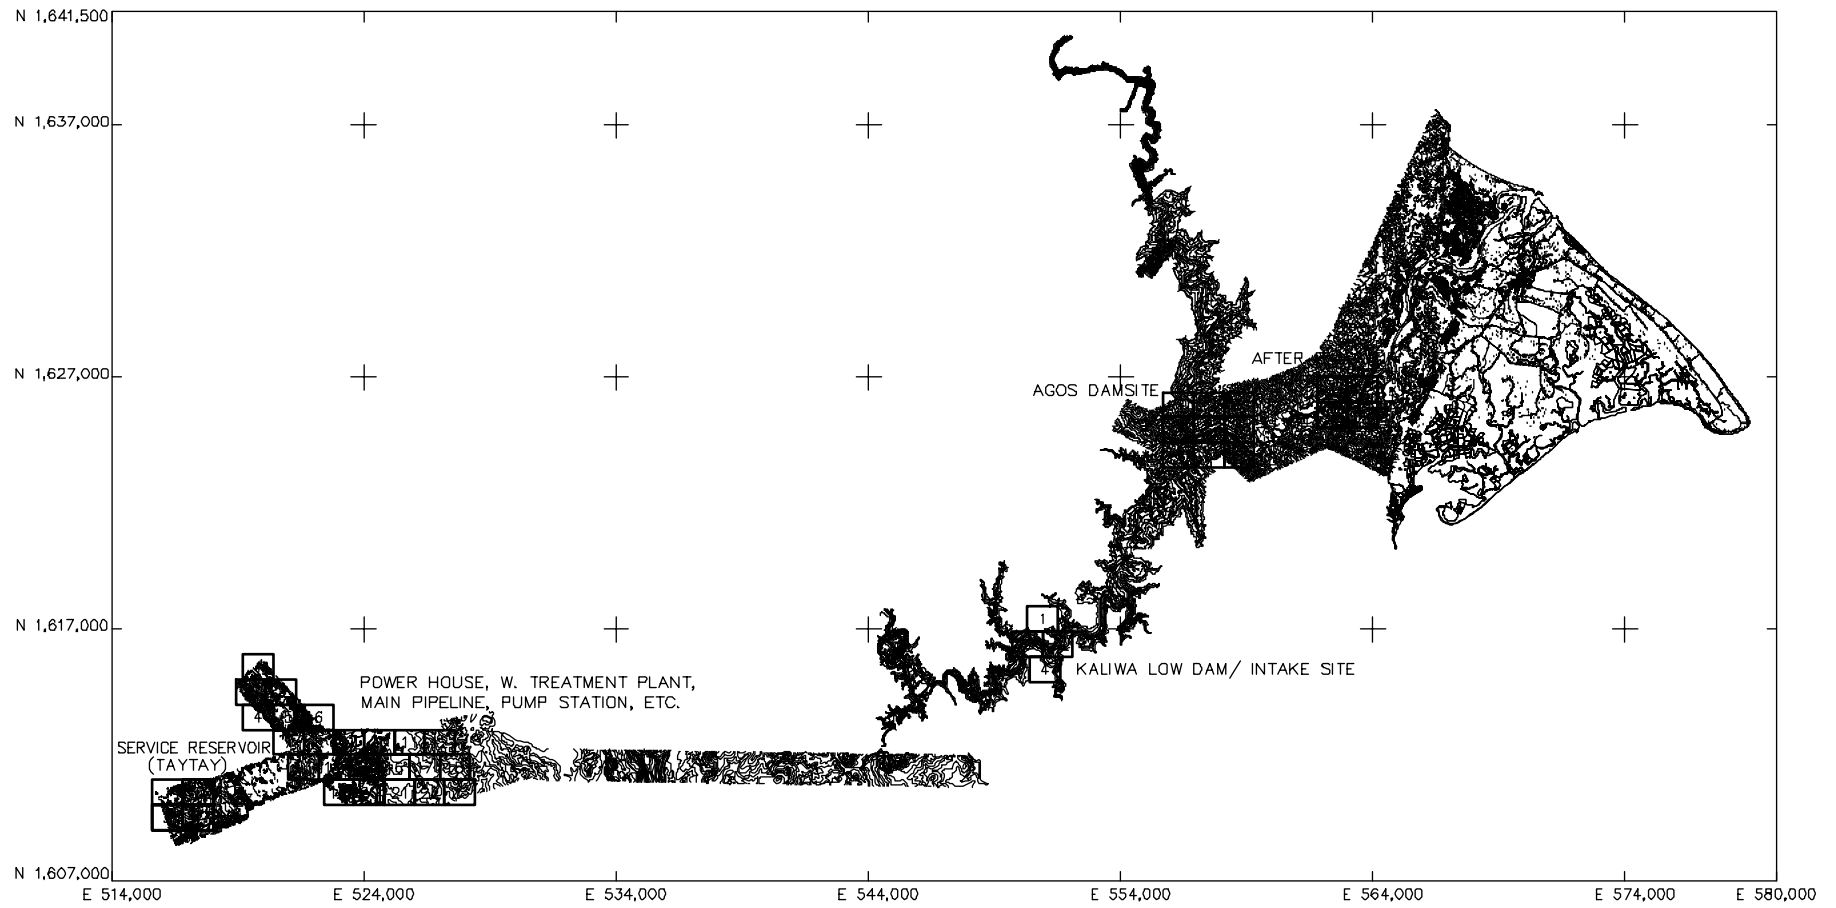 N 1,641,500
N 1,637,000
N 1,627,000
AFTER
AGOS DAMSITE
N 1,617,000
1
4
KALIWA LOW DAM/ INTAKE SITE
POWER HOUSE, W. TREATMENT PLANT,
MAIN PIPELINE, PUMP STATION, ETC.
SERVICE RESERVOIR
(TAYTAY)
N 1,607,000
E 514,000
E 524,000
E 534,000
E 544,000
E 554,000
E 564,000
E 574,000
E 580,000